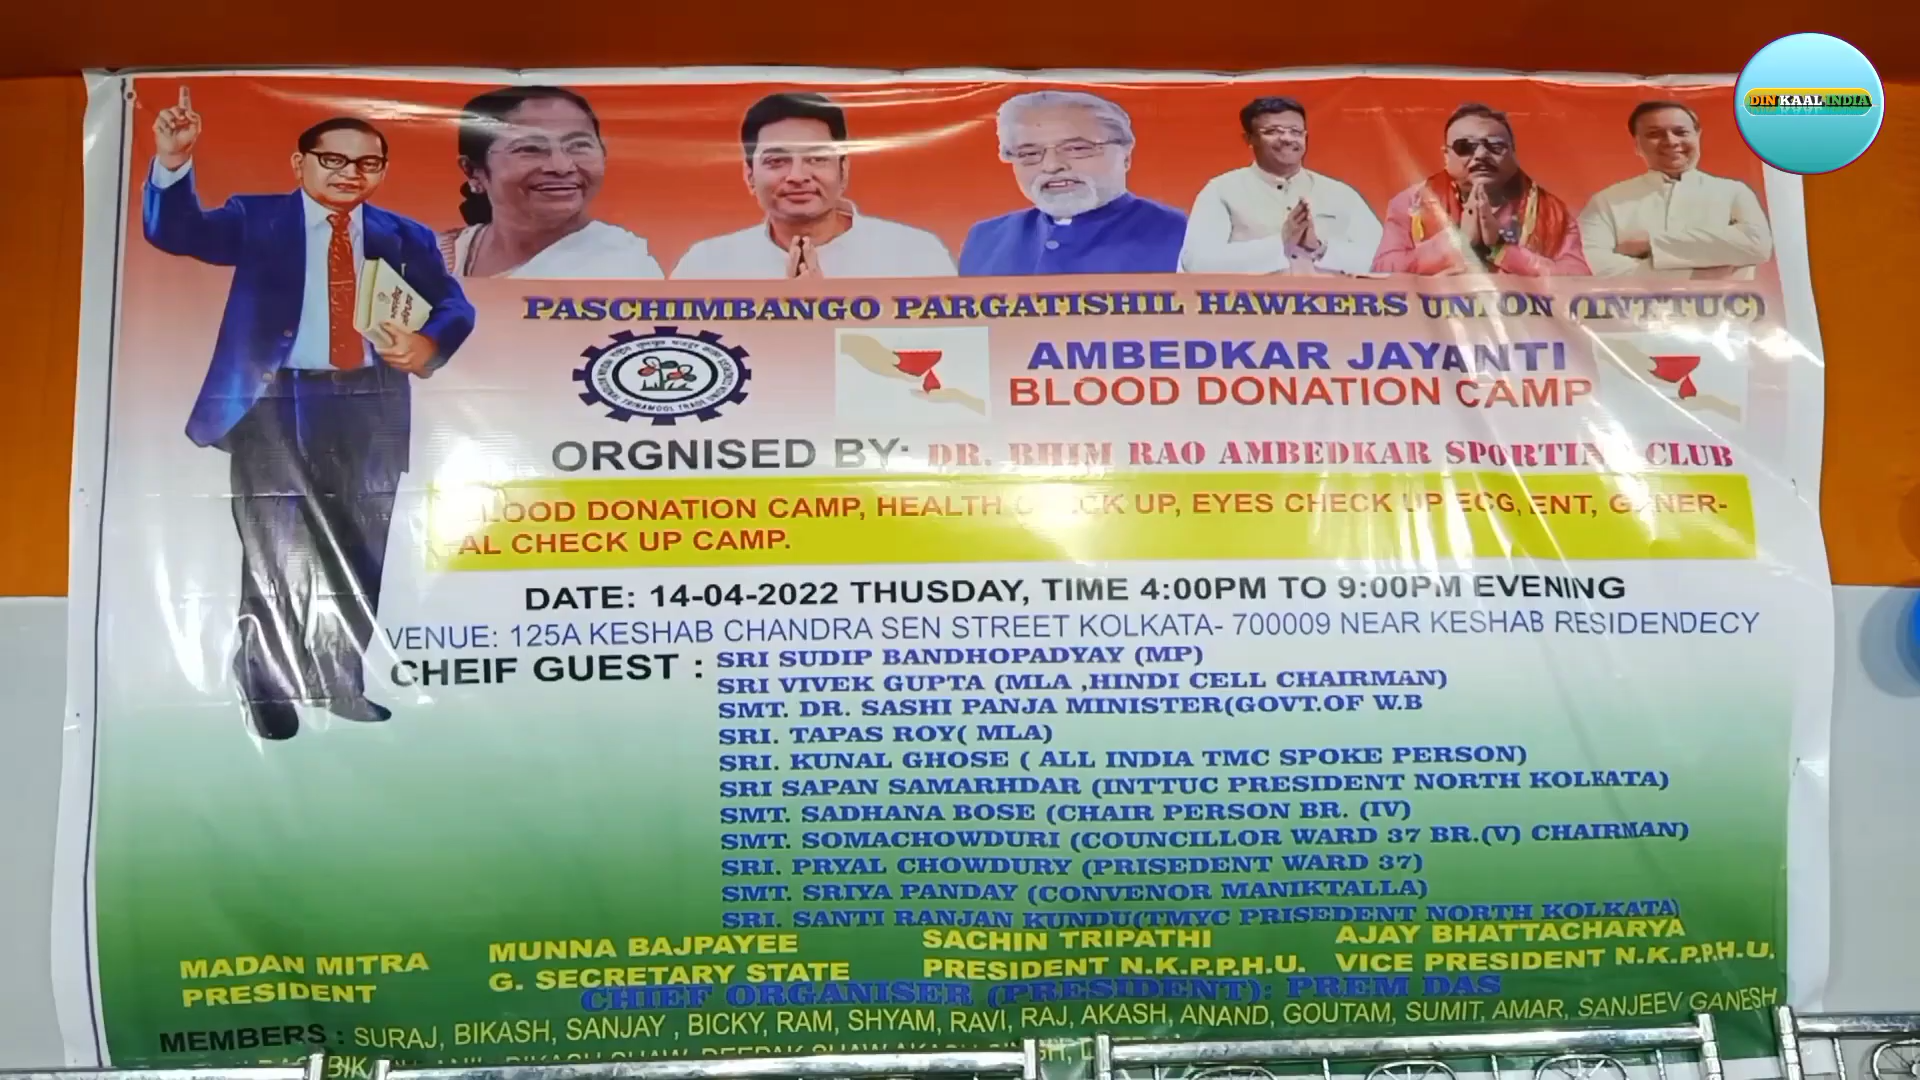 DIN KAAL INDIA
PASCHIMBANGO PARGATISHIL HAWKERS UNION (INTTUC)
AMBEDKAR JAYANTI
BLOOD DONATION CAMP
ORGNISED BY: DR. BHIM RAO AMBEDKAR SPORTING CLUB
BLOOD DONATION CAMP, HEALTH CHECK UP, EYES CHECK UP ECG, ENT, GENER-
AL CHECK UP CAMP.
DATE: 14-04-2022 THUSDAY, TIME 4:00PM TO 9:00PM EVENING
VENUE: 125A KESHAB CHANDRA SEN STREET KOLKATA- 700009 NEAR KESHAB RESIDENDECY
CHEIF GUEST : SRI SUDIP BANDHOPADYAY (MP)
SRI VIVEK GUPTA (MLA ,HINDI CELL CHAIRMAN)
SMT. DR. SASHI PANJA MINISTER(GOVT.OF W.B
SRI. TAPAS ROY( MLA)
SRI. KUNAL GHOSE ( ALL INDIA TMC SPOKE PERSON)
SRI SAPAN SAMARHDAR (INTTUC PRESIDENT NORTH KOLKATA)
SMT. SADHANA BOSE (CHAIR PERSON BR. (IV)
SMT. SOMACHOWDURI (COUNCILLOR WARD 37 BR.(V) CHAIRMAN)
SRI. PRYAL CHOWDURY (PRISEDENT WARD 37)
SMT. SRIYA PANDAY (CONVENOR MANIKTALLA)
SRI. SANTI RANJAN KUNDU(TMYC PRISEDENT NORTH KOLKATA)
MADAN MITRA
PRESIDENT
MUNNA BAJPAYEE
G. SECRETARY STATE
SACHIN TRIPATHI
PRESIDENT N.K.P.P.H.U.
AJAY BHATTACHARYA
VICE PRESIDENT N.K.P.P.H.U.
CHIEF ORGANISER (PRESIDENT): PREM DAS
MEMBERS : SURAJ, BIKASH, SANJAY , BICKY, RAM, SHYAM, RAVI, RAJ, AKASH, ANAND, GOUTAM, SUMIT, AMAR, SANJEEV GANESH